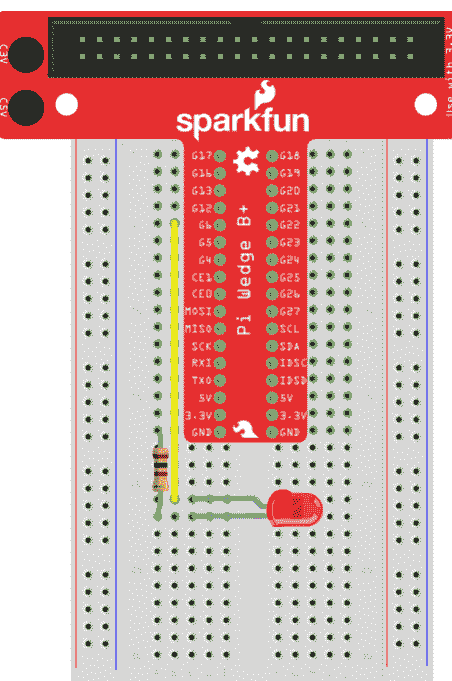 C3V
C5V
sparkfun
Pi Wedge B+
G17 G18
G16 G19
G13 G20
G12 G21
G6 G22
G5 G23
G4 G24
CE1 G25
CE0 G26
MOSI G27
MISO SCL
SCK SDA
RXI IDSC
TXO IDSD
5V 5V
3.3V 3.3V
GND GND